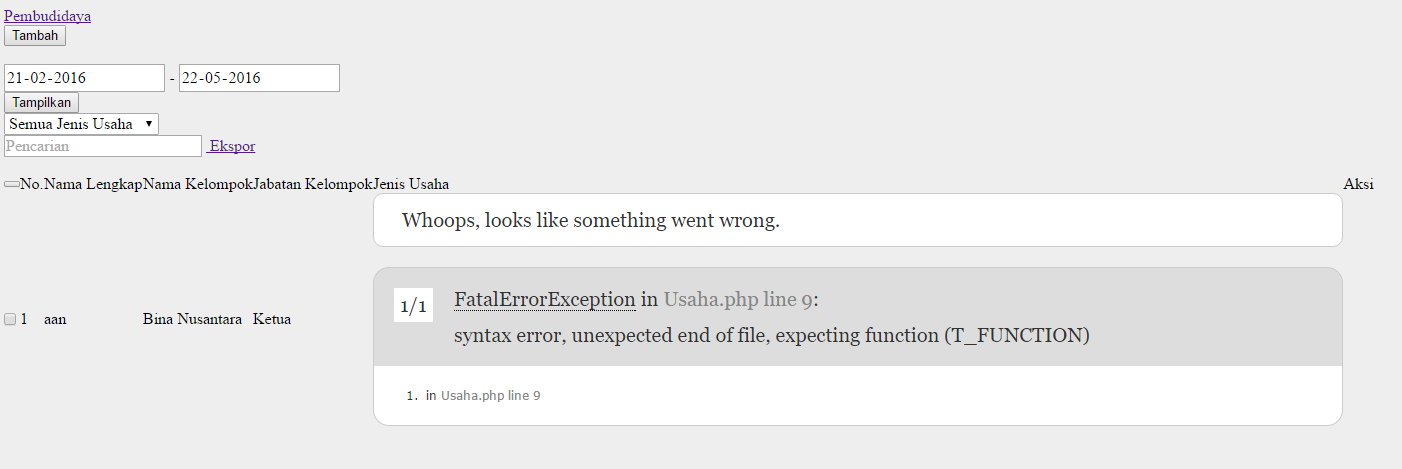 Pembudidaya
Tambah
21-02-2016 - 22-05-2016
Tampilkan
Semua Jenis Usaha
Pencarian Ekspor
No.Nama LengkapNama KelompokJabatan KelompokJenis Usaha Aksi
Whoops, looks like something went wrong.
1/1 FatalErrorException in Usaha.php line 9:
syntax error, unexpected end of file, expecting function (T_FUNCTION)
1 aan Bina Nusantara Ketua
1. in Usaha.php line 9